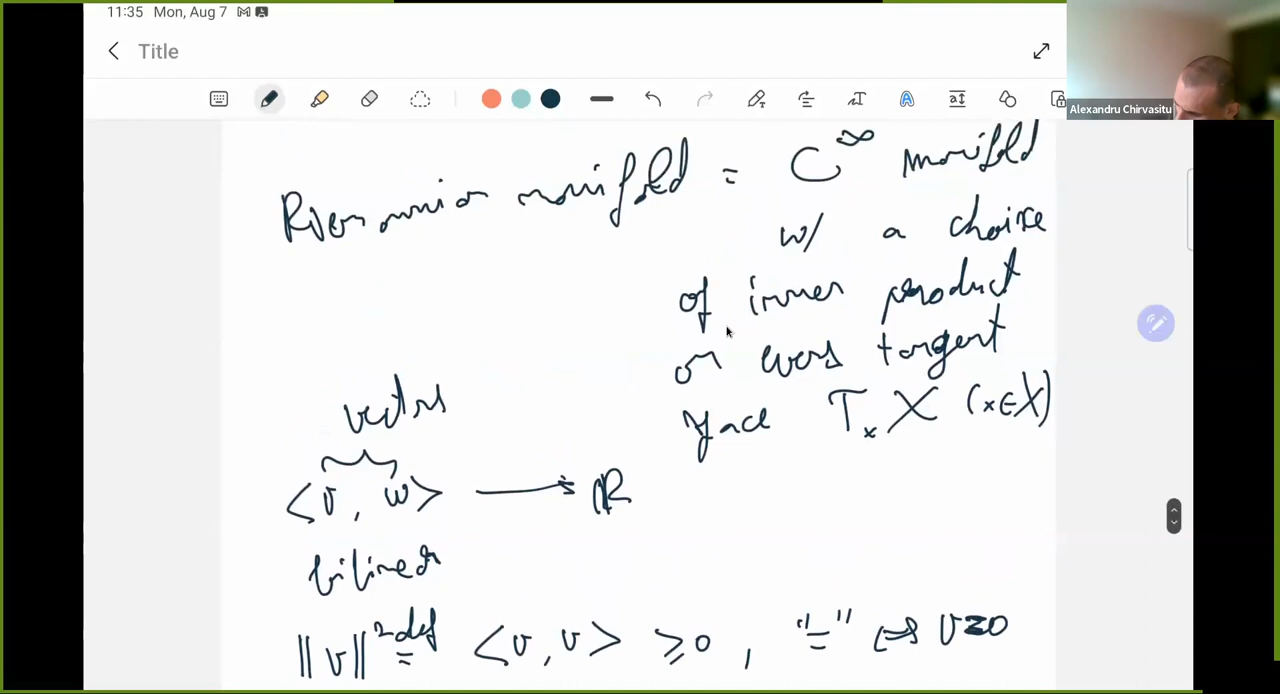 11:35 Mon, Aug 7
Title
Alexandru Chirvasitu
Riemannian manifold = C^∞ manifold
w/ a choice
of inner product
on every tangent
space T_x X (x∈X)
vectors
<v, w> → ℝ
bilinear
||v||² def= <v, v> ≥ 0, "=" ⇔ v=0